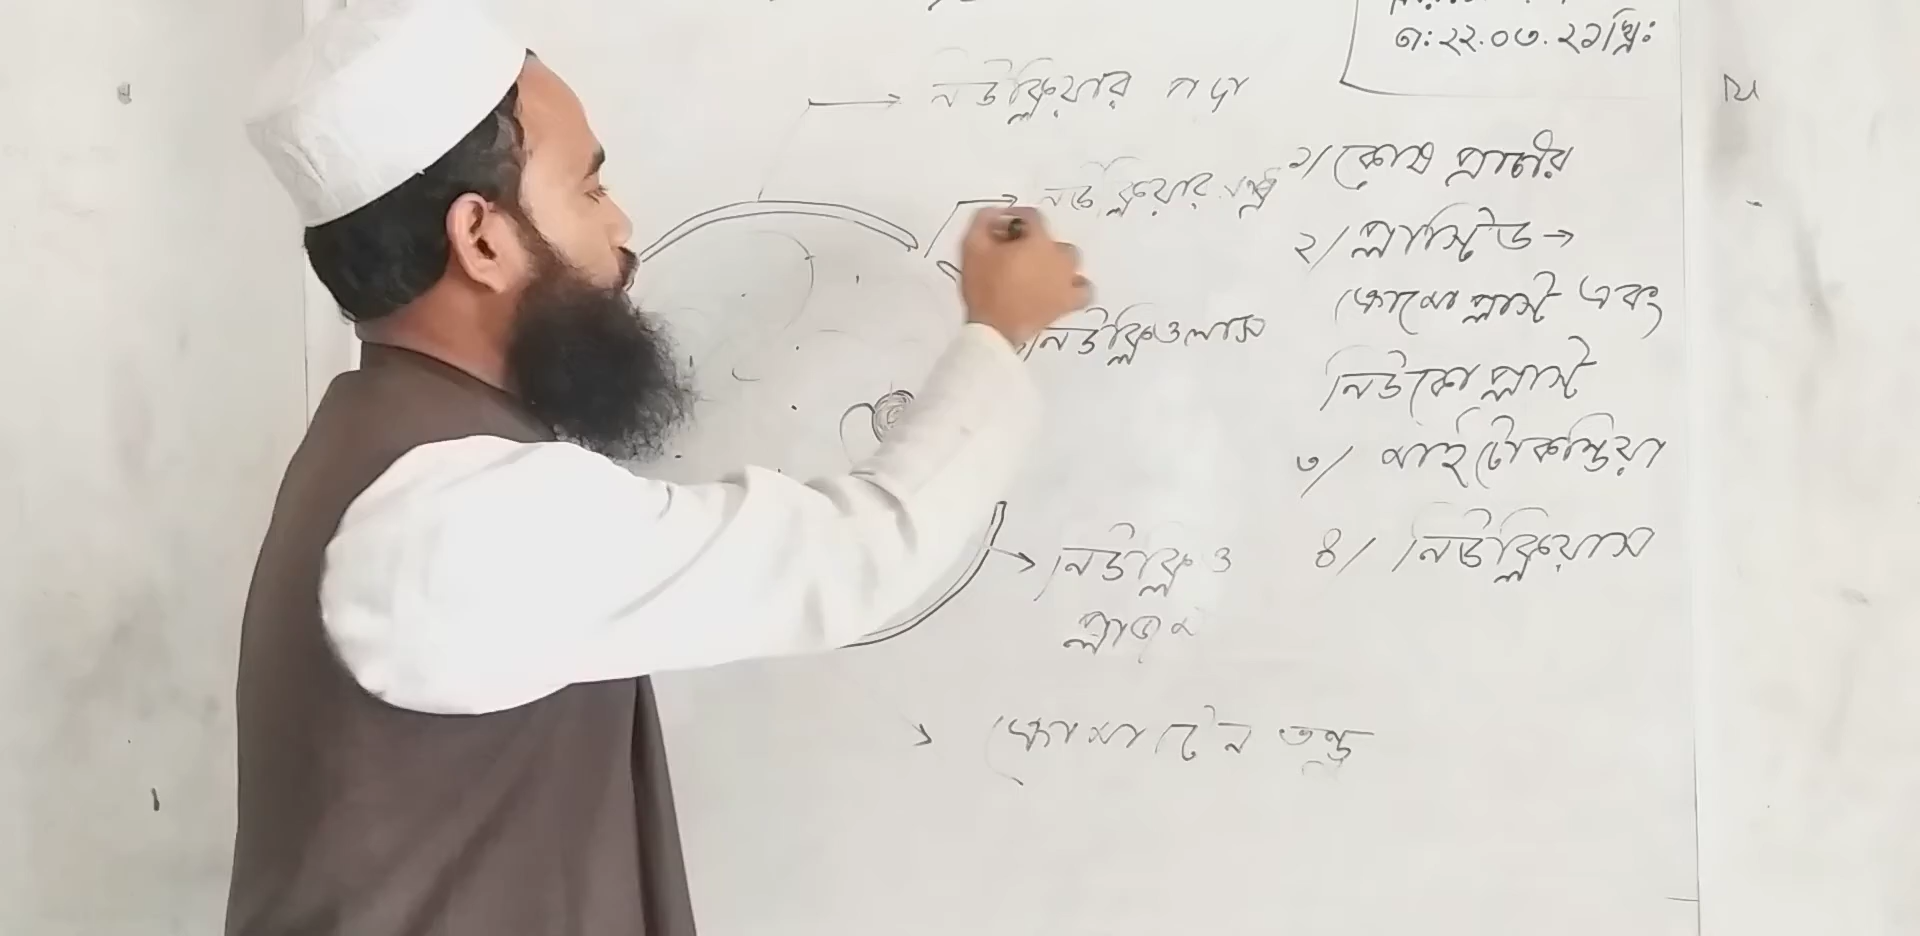 তাং ২২.০৩.২১খ্রিঃ
নিউক্লিয়ার পর্দা
নিউক্লিয়ার রন্ধ্র
নিউক্লিওলাস
নিউক্লিও
প্লাজম
ক্রোমাটিন তন্তু
১/ কোষ প্রাচীর
২/ প্লাস্টিড →
ক্রোমোপ্লাস্ট এবং
লিউকোপ্লাস্ট
৩/ মাইটোকন্ডিয়া
৪/ নিউক্লিয়াস